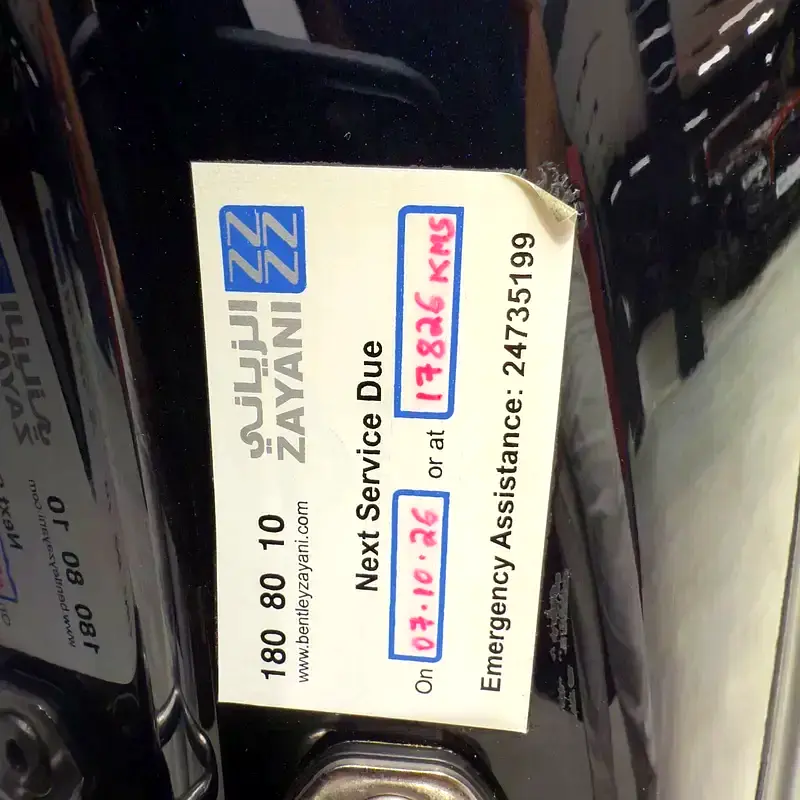 الزياني
ZAYANI
180 80 10
www.bentleyzayani.com
Next Service Due
On 07.10.26 or at 17826 KMS
Emergency Assistance: 24735199